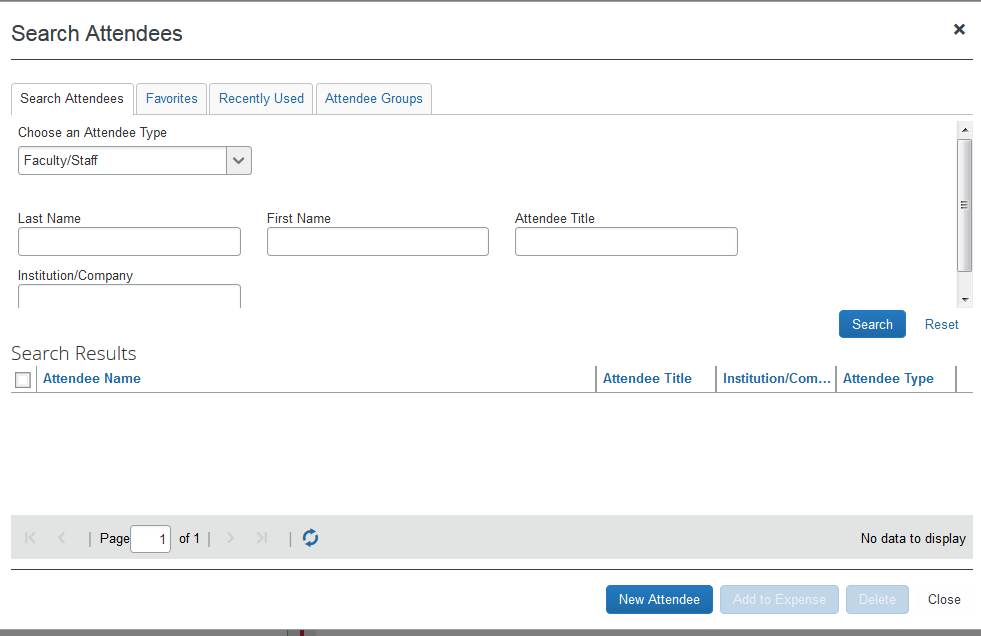 Search Attendees
Search Attendees Favorites Recently Used Attendee Groups
Choose an Attendee Type
Faculty/Staff
Last Name First Name Attendee Title
Institution/Company
Search Reset
Search Results
Attendee Name Attendee Title Institution/Com... Attendee Type
Page 1 of 1 No data to display
New Attendee Add to Expense Delete Close